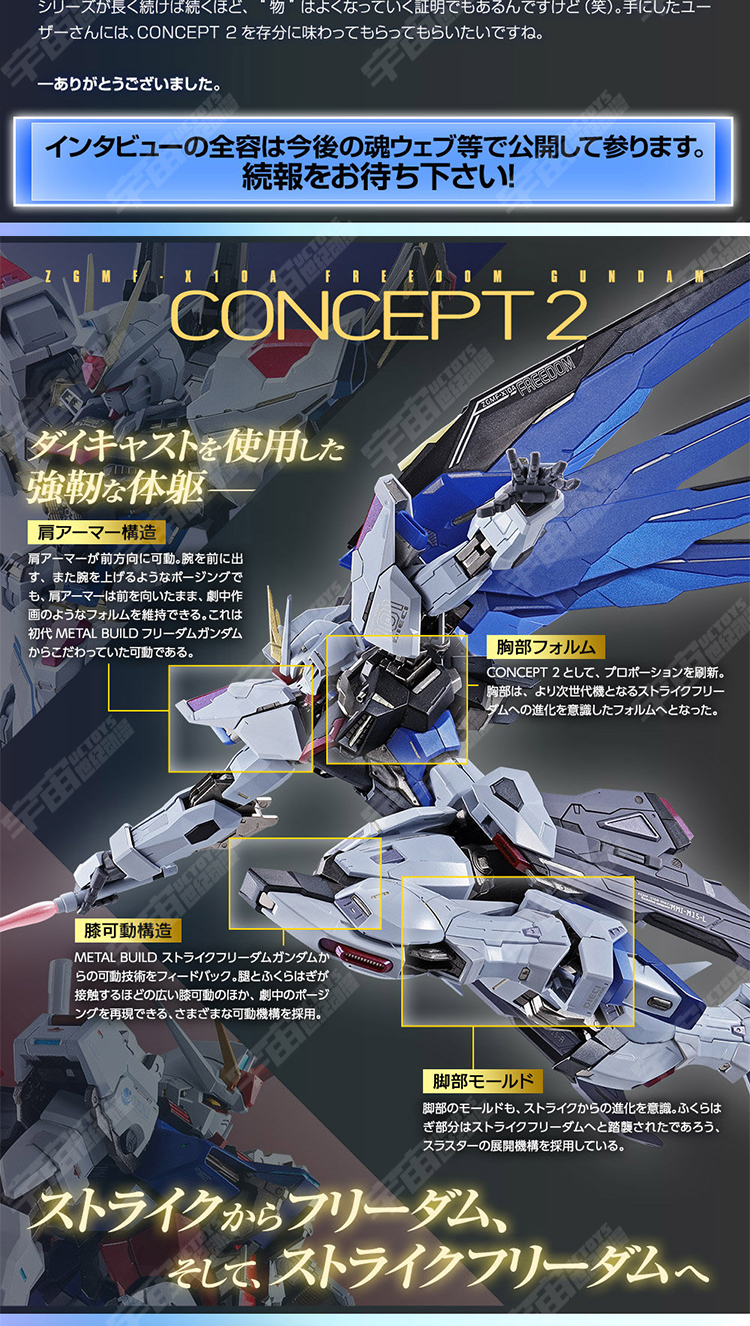 シリーズが長く続けば続くほど、“物”はよくなっていく証明でもあるんですけど（笑）。手にしたユー
ザーさんには、CONCEPT 2 を存分に味わってもらってもらいたいですね。
―ありがとうございました。
インタビューの全容は今後の魂ウェブ等で公開して参ります。
続報をお待ち下さい!
ZGMF-X10A FREEDOM GUNDAM
CONCEPT 2
ZGMF-X10A FREEDOM
ダイキャストを使用した
強靭な体躯――
肩アーマー構造
肩アーマーが前方向に可動。腕を前に出
す、また腕を上げるようなポージングで
も、肩アーマーは前を向いたまま、劇中作
画のようなフォルムを維持できる。これは
初代 METAL BUILD フリーダムガンダム
からこだわっていた可動である。
胸部フォルム
CONCEPT 2 として、プロポーションを刷新。
胸部は、より次世代機となるストライクフリー
ダムへの進化を意識したフォルムへとなった。
MMI-M15-L
膝可動構造
METAL BUILD ストライクフリーダムガンダムか
らの可動技術をフィードバック。腿とふくらはぎが
接触するほどの広い膝可動のほか、劇中のポージ
ングを再現できる、さまざまな可動機構を採用。
脚部モールド
脚部のモールドも、ストライクからの進化を意識。ふくらは
ぎ部分はストライクフリーダムへと踏襲されたであろう、
スラスターの展開機構を採用している。
ストライクからフリーダム、
そして、ストライクフリーダムへ